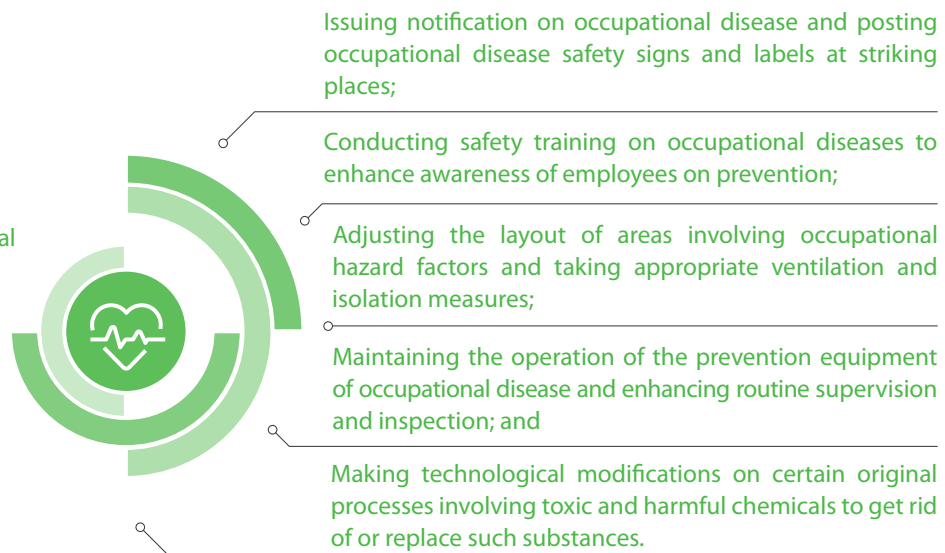 Issuing notification on occupational disease and posting
occupational disease safety signs and labels at striking
places;
Conducting safety training on occupational diseases to
enhance awareness of employees on prevention;
al
Adjusting the layout of areas involving occupational
hazard factors and taking appropriate ventilation and
isolation measures;
Maintaining the operation of the prevention equipment
of occupational disease and enhancing routine supervision
and inspection; and
Making technological modifications on certain original
processes involving toxic and harmful chemicals to get rid
of or replace such substances.